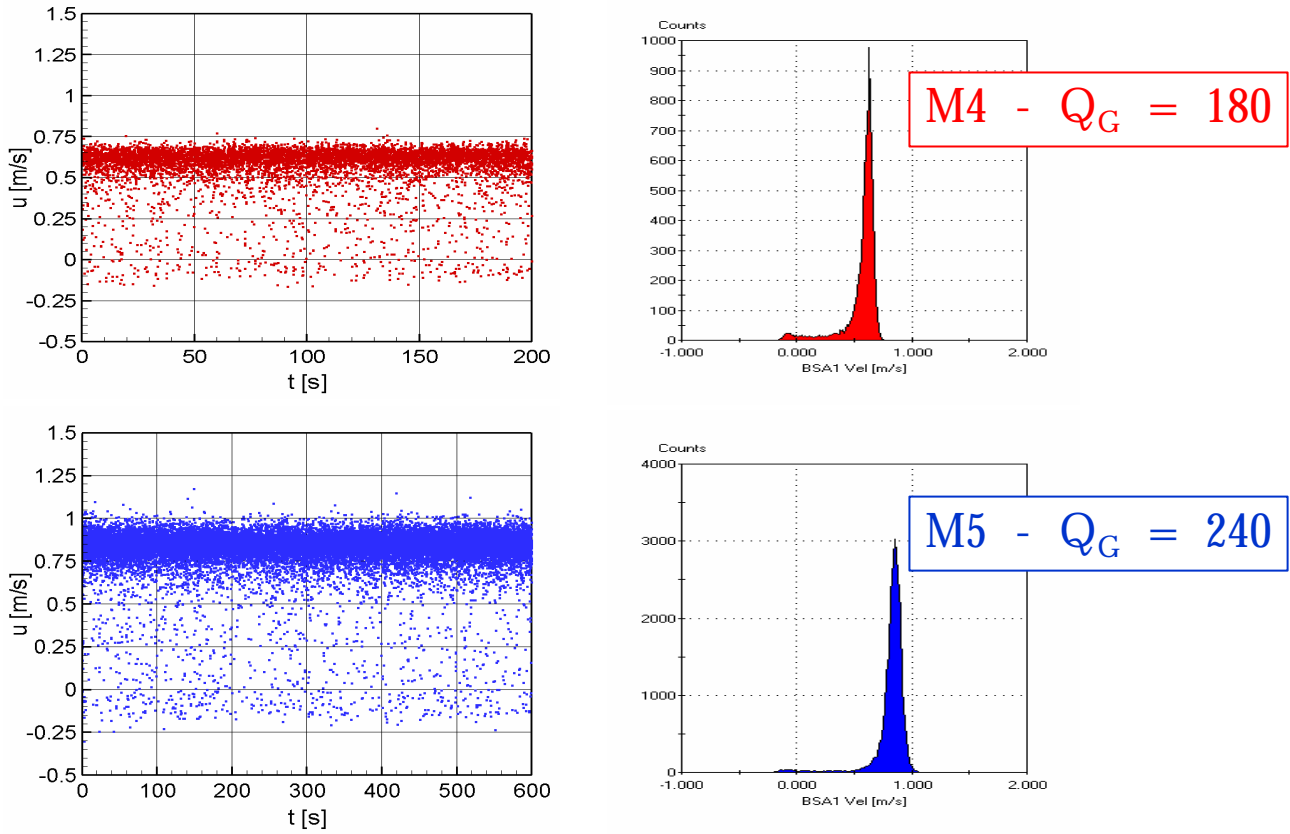 1.5
1.25
1
0.75
0.5
0.25
0
-0.25
-0.5
u [m/s]
0 50 100 150 200
t [s]
Counts
1000
900
800
700
600
500
400
300
200
100
0
-1.000 0.000 1.000 2.000
BSA1 Vel [m/s]
M4 - QG = 180
1.5
1.25
1
0.75
0.5
0.25
0
-0.25
-0.5
u [m/s]
0 100 200 300 400 500 600
t [s]
Counts
4000
3000
2000
1000
0
-1.000 0.000 1.000 2.000
BSA1 Vel [m/s]
M5 - QG = 240